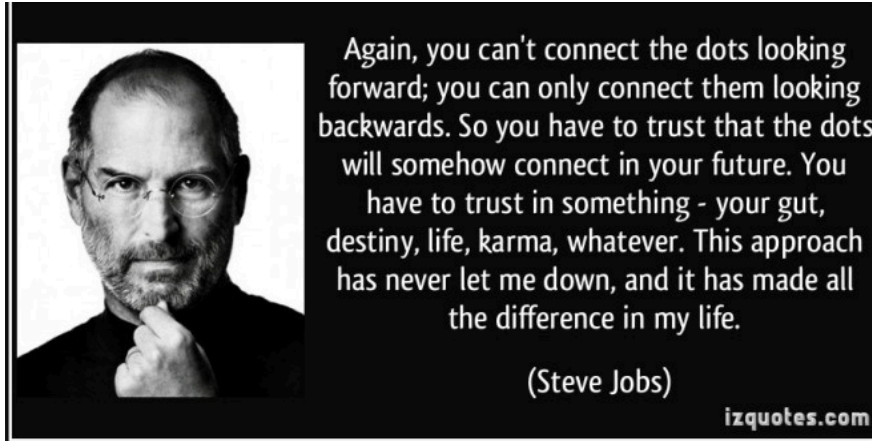 Again, you can't connect the dots looking
forward; you can only connect them looking
backwards. So you have to trust that the dots
will somehow connect in your future. You
have to trust in something - your gut,
destiny, life, karma, whatever. This approach
has never let me down, and it has made all
the difference in my life.
(Steve Jobs)
izquotes.com